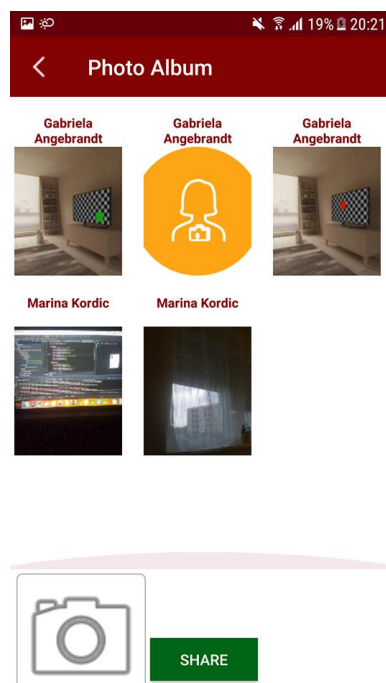 19% 20:21
Photo Album
Gabriela
Angebrandt
Gabriela
Angebrandt
Gabriela
Angebrandt
Marina Kordic
Marina Kordic
SHARE